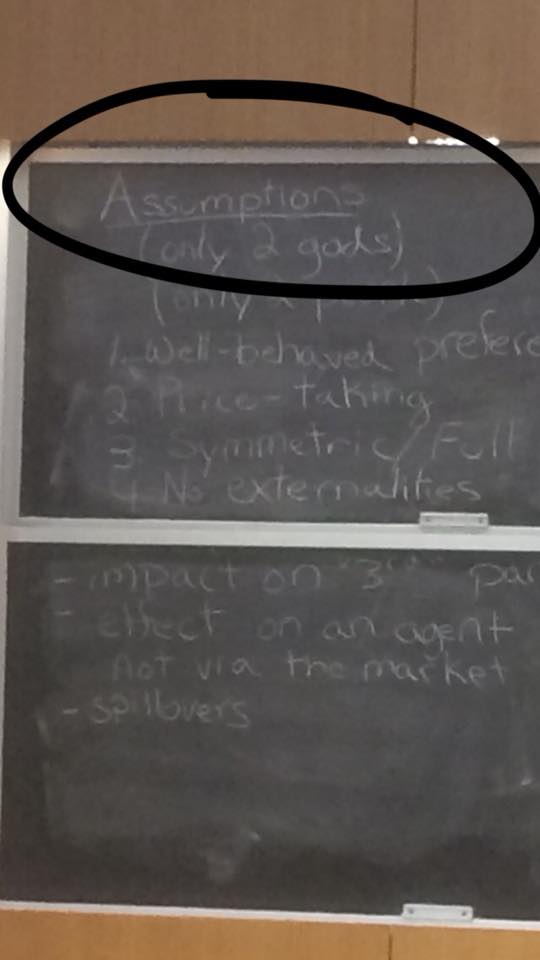 Assumptions
(only 2 gods)
(only 2
1. Well-behaved prefere
2 Price-taking
3 Symmetric/Full
4 No externalities
- impact on "3rd" par
- effect on an agent
not via the market
- spillovers